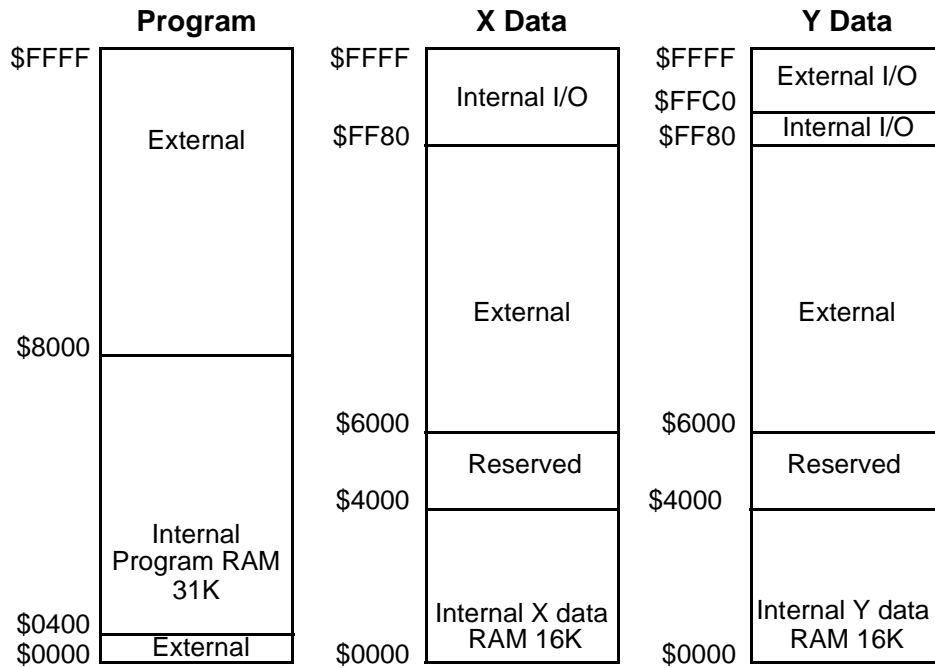 Program
$FFFF
External
$8000
Internal
Program RAM
31K
$0400
External
$0000
X Data
$FFFF
Internal I/O
$FF80
External
$6000
Reserved
$4000
Internal X data
RAM 16K
$0000
Y Data
$FFFF
External I/O
$FFC0
Internal I/O
$FF80
External
$6000
Reserved
$4000
Internal Y data
RAM 16K
$0000